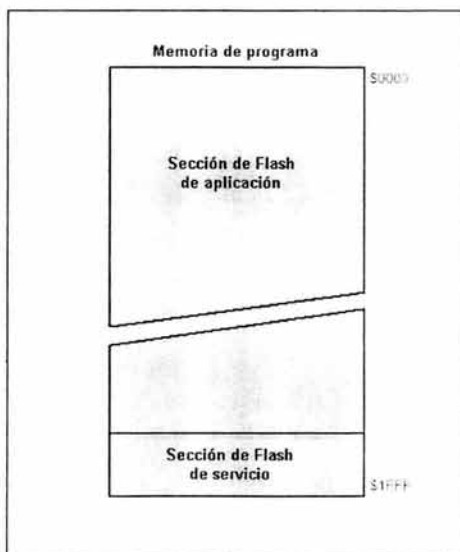 Memoria de programa
$0000
Sección de Flash
de aplicación
Sección de Flash
de servicio
$1FFF